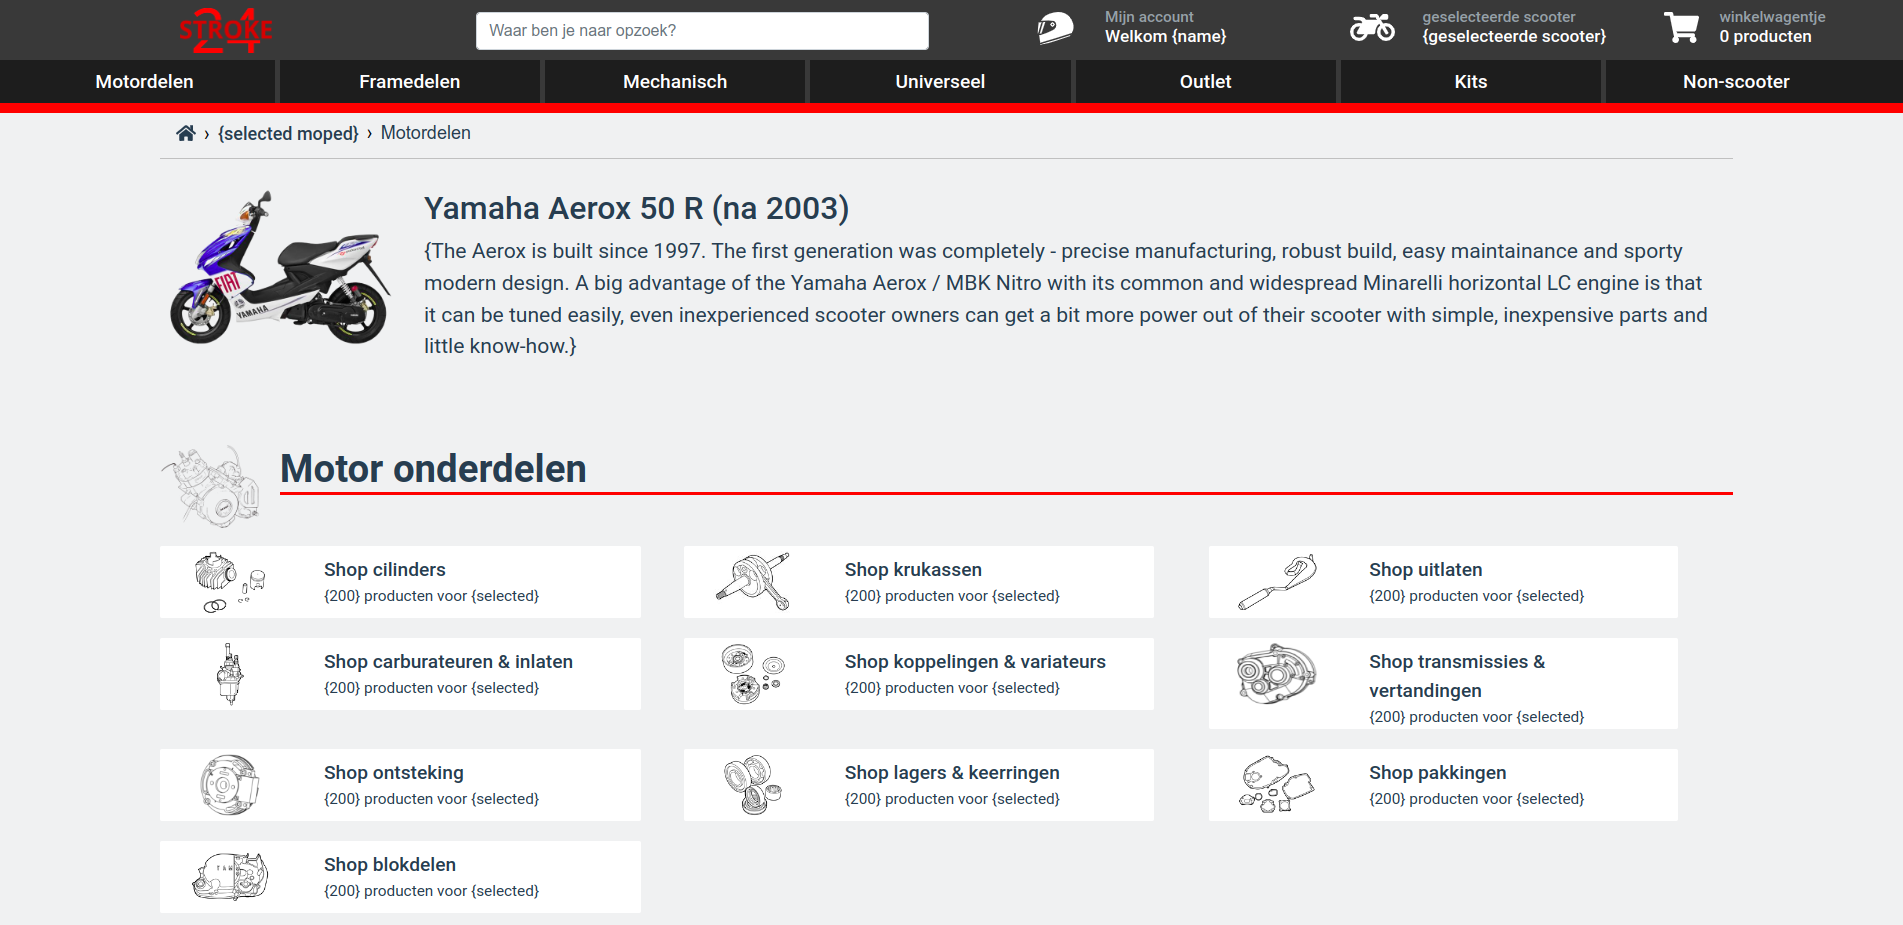 24
STROKE
Waar ben je naar opzoek?
Mijn account
Welkom {name}
geselecteerde scooter
{geselecteerde scooter}
winkelwagentje
0 producten
Motordelen
Framedelen
Mechanisch
Universeel
Outlet
Kits
Non-scooter
› {selected moped} › Motordelen
FIAT
YAMAHA
Yamaha Aerox 50 R (na 2003)
{The Aerox is built since 1997. The first generation was completely - precise manufacturing, robust build, easy maintainance and sporty
modern design. A big advantage of the Yamaha Aerox / MBK Nitro with its common and widespread Minarelli horizontal LC engine is that
it can be tuned easily, even inexperienced scooter owners can get a bit more power out of their scooter with simple, inexpensive parts and
little know-how.}
Motor onderdelen
Shop cilinders
{200} producten voor {selected}
Shop krukassen
{200} producten voor {selected}
Shop uitlaten
{200} producten voor {selected}
Shop carburateuren & inlaten
{200} producten voor {selected}
Shop koppelingen & variateurs
{200} producten voor {selected}
Shop transmissies &
vertandingen
{200} producten voor {selected}
Shop ontsteking
{200} producten voor {selected}
Shop lagers & keerringen
{200} producten voor {selected}
Shop pakkingen
{200} producten voor {selected}
Shop blokdelen
{200} producten voor {selected}